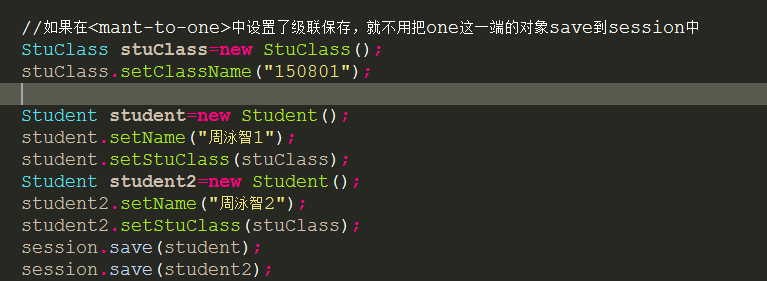 //如果在<mant-to-one>中设置了级联保存，就不用把one这一端的对象save到session中
StuClass stuClass=new StuClass();
stuClass.setClassName("150801");
Student student=new Student();
student.setName("周泳智1");
student.setStuClass(stuClass);
Student student2=new Student();
student2.setName("周泳智2");
student2.setStuClass(stuClass);
session.save(student);
session.save(student2);